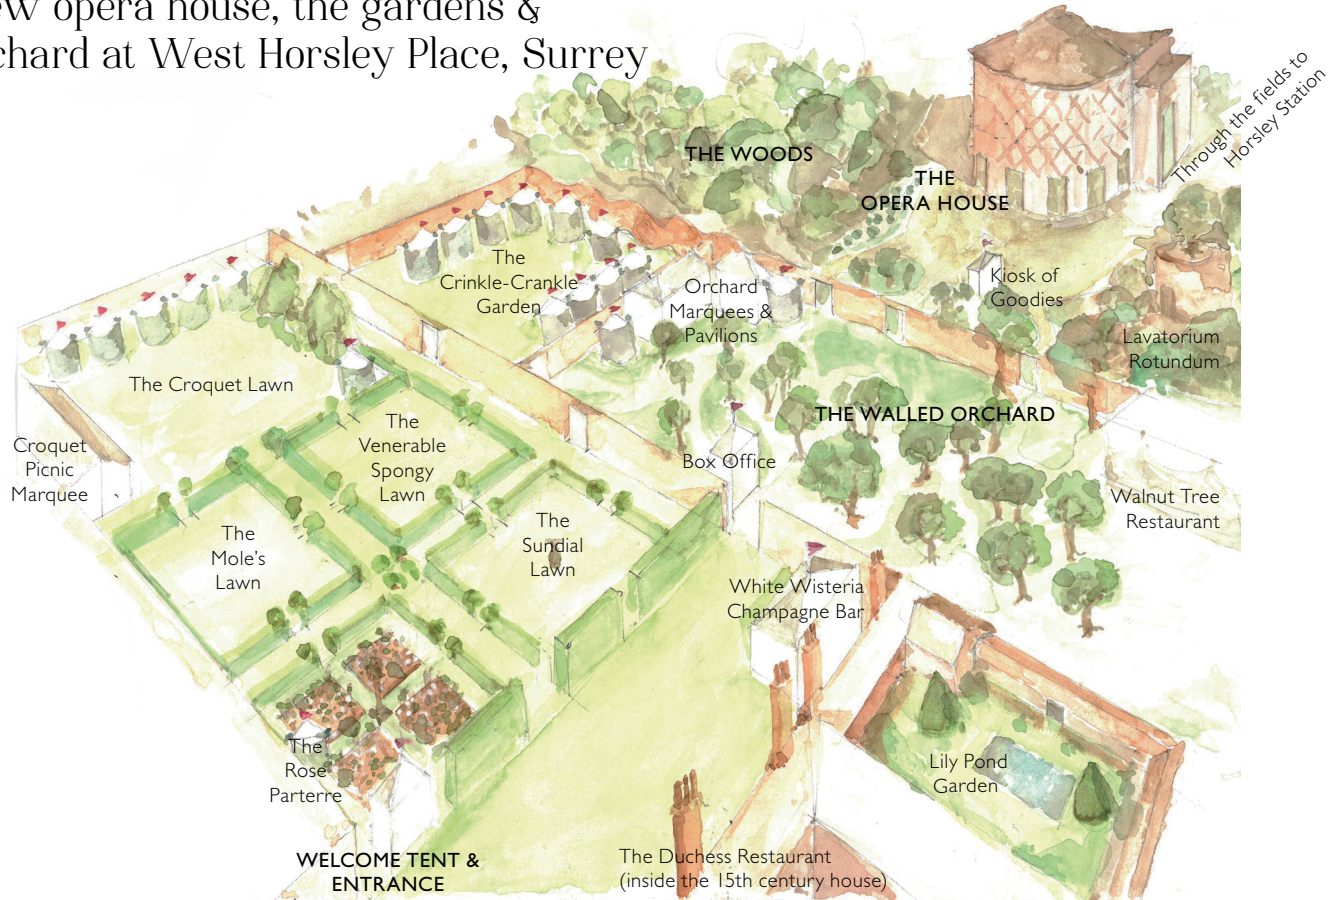 opera house, the gardens &
at West Horsley Place, Surrey
Through the fields to
Horsley Station
THE WOODS
THE
OPERA HOUSE
The
Crinkle-Crankle
Garden
Orchard
Marquees &
Pavilions
Kiosk of
Goodies
Lavatorium
Rotundum
The Croquet Lawn
THE WALLED ORCHARD
The
Venerable
Spongy
Lawn
Croquet
Picnic
Marquee
Box Office
Walnut Tree
Restaurant
The
Mole’s
Lawn
The
Sundial
Lawn
White Wisteria
Champagne Bar
The
Rose
Parterre
Lily Pond
Garden
WELCOME TENT &
ENTRANCE
The Duchess Restaurant
(inside the 15th century house)